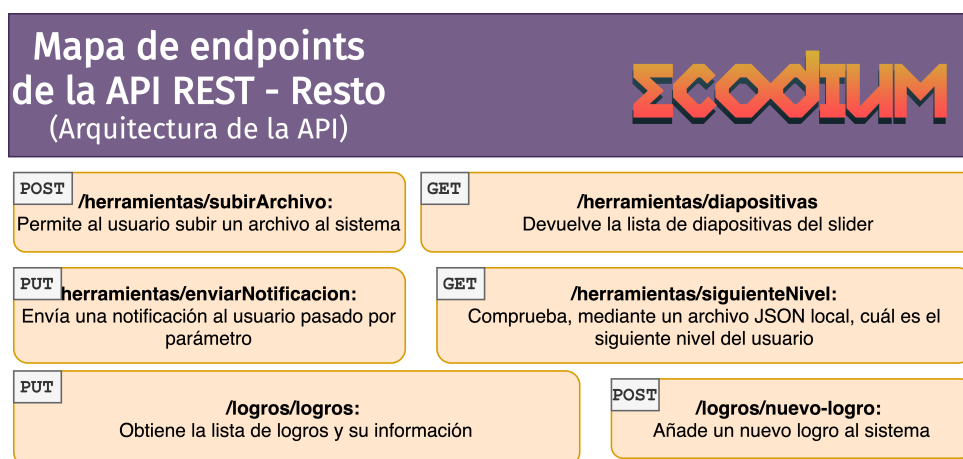 Mapa de endpoints
de la API REST - Resto
(Arquitectura de la API)
ECODIUM
POST
/herramientas/subirArchivo:
Permite al usuario subir un archivo al sistema
GET
/herramientas/diapositivas
Devuelve la lista de diapositivas del slider
PUT
herramientas/enviarNotificacion:
Envía una notificación al usuario pasado por
parámetro
GET
/herramientas/siguienteNivel:
Comprueba, mediante un archivo JSON local, cuál es el
siguiente nivel del usuario
PUT
/logros/logros:
Obtiene la lista de logros y su información
POST
/logros/nuevo-logro:
Añade un nuevo logro al sistema